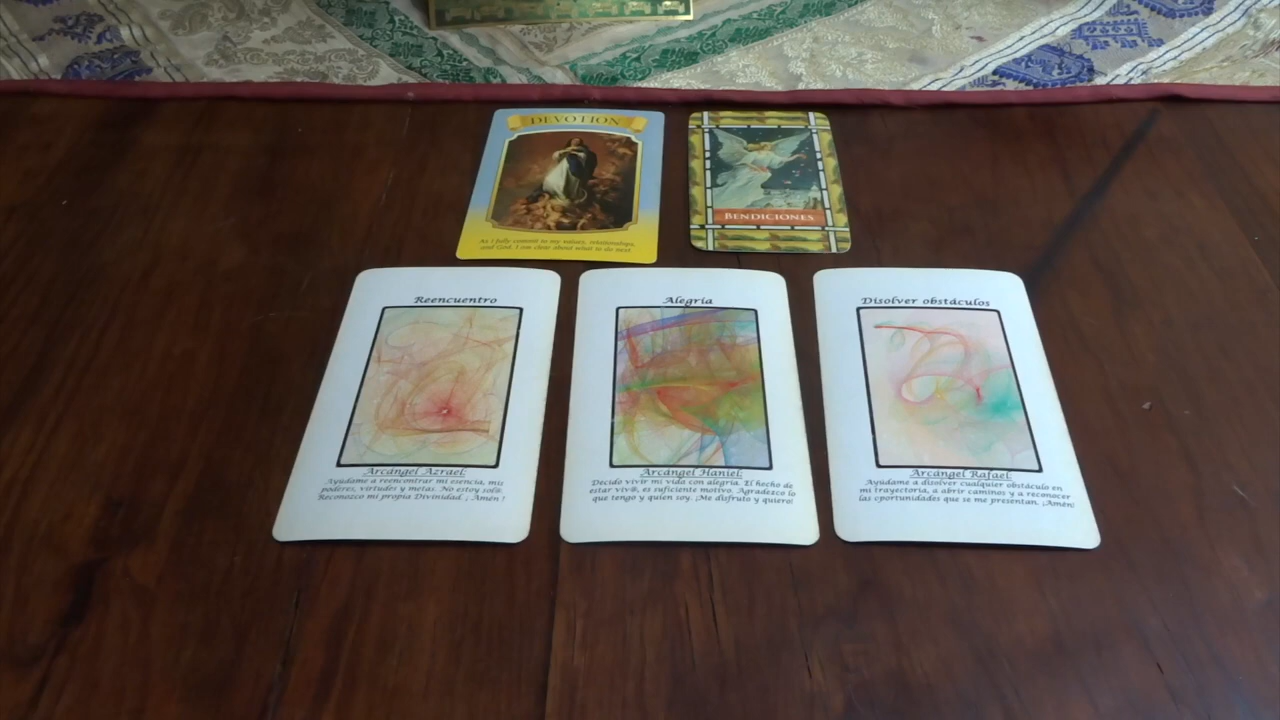 DEVOTION
As I fully commit to my values, relationships,
and God, I am clear about what to do next.
BENDICIONES
Reencuentro
Arcángel Azrael:
Ayúdame a reencontrar mi esencia, mis
poderes, virtudes y metas. No estoy sol@.
Reconozco mi propia Divinidad. ¡Amén!
Alegría
Arcángel Haniel:
Decido vivir mi vida con alegría. El hecho de
estar viv@, es suficiente motivo. Agradezco lo
que tengo y quien soy. ¡Me disfruto y quiero!
Disolver obstáculos
Arcángel Rafael:
Ayúdame a disolver cualquier obstáculo en
mi trayectoria, a abrir caminos y a reconocer
las oportunidades que se me presentan. ¡Amén!